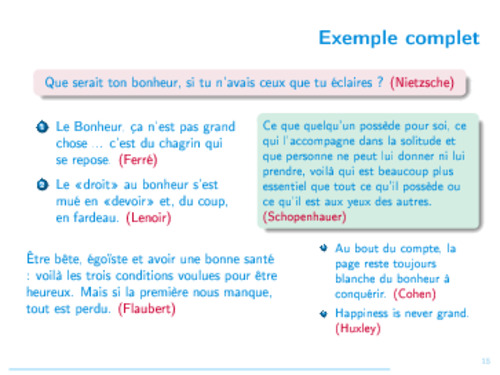 Exemple complet
Que serait ton bonheur, si tu n'avais ceux que tu éclaires ? (Nietzsche)
1 Le Bonheur, ça n'est pas grand
chose ... c'est du chagrin qui
se repose. (Ferré)
2 Le «droit» au bonheur s'est
mué en «devoir» et, du coup,
en fardeau. (Lenoir)
Ce que quelqu'un possède pour soi, ce
qui l'accompagne dans la solitude et
que personne ne peut lui donner ni lui
prendre, voilà qui est beaucoup plus
essentiel que tout ce qu'il possède ou
ce qu'il est aux yeux des autres.
(Schopenhauer)
Être bête, égoïste et avoir une bonne santé
: voilà les trois conditions voulues pour être
heureux. Mais si la première nous manque,
tout est perdu. (Flaubert)
Au bout du compte, la
page reste toujours
blanche du bonheur à
conquérir. (Cohen)
Happiness is never grand.
(Huxley)
15